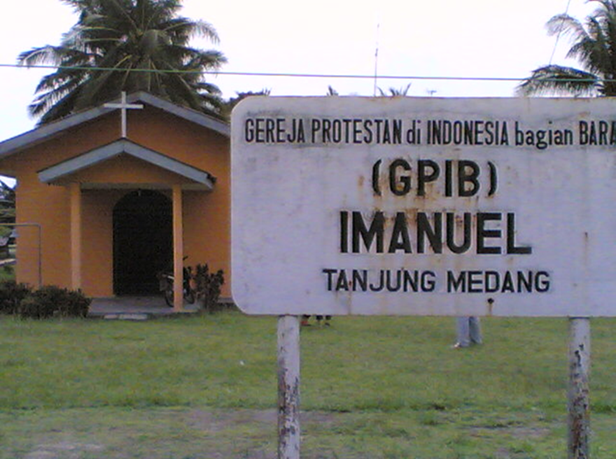 GEREJA PROTESTAN di INDONESIA bagian BARA
(GPIB)
IMANUEL
TANJUNG MEDANG